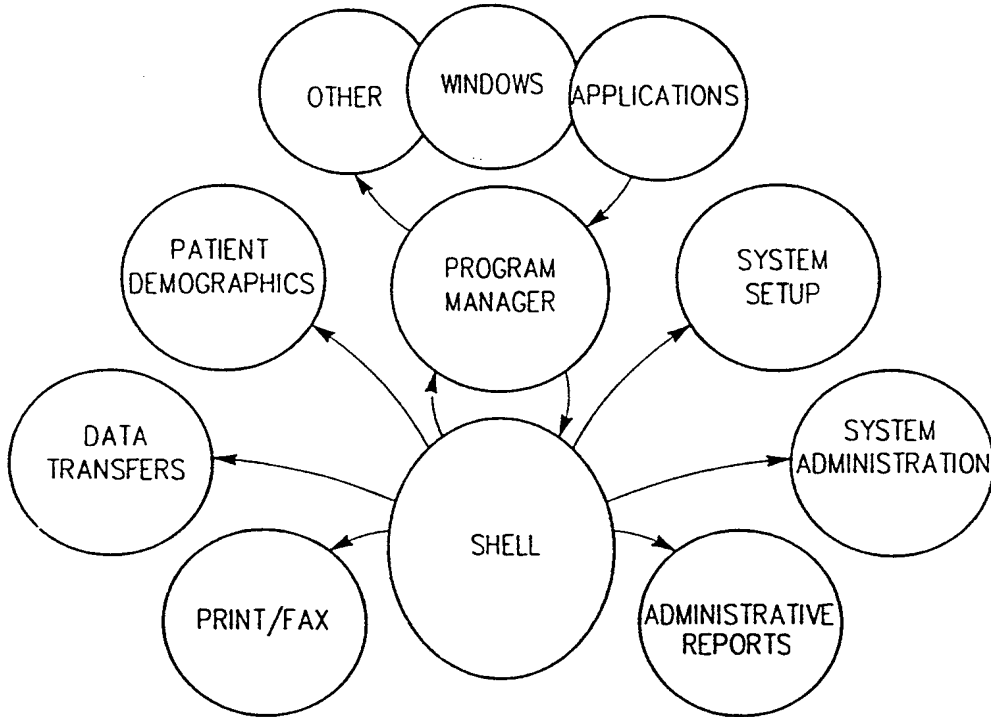 OTHER
WINDOWS
APPLICATIONS
PATIENT
DEMOGRAPHICS
PROGRAM
MANAGER
SYSTEM
SETUP
DATA
TRANSFERS
SYSTEM
ADMINISTRATION
SHELL
PRINT/FAX
ADMINISTRATIVE
REPORTS